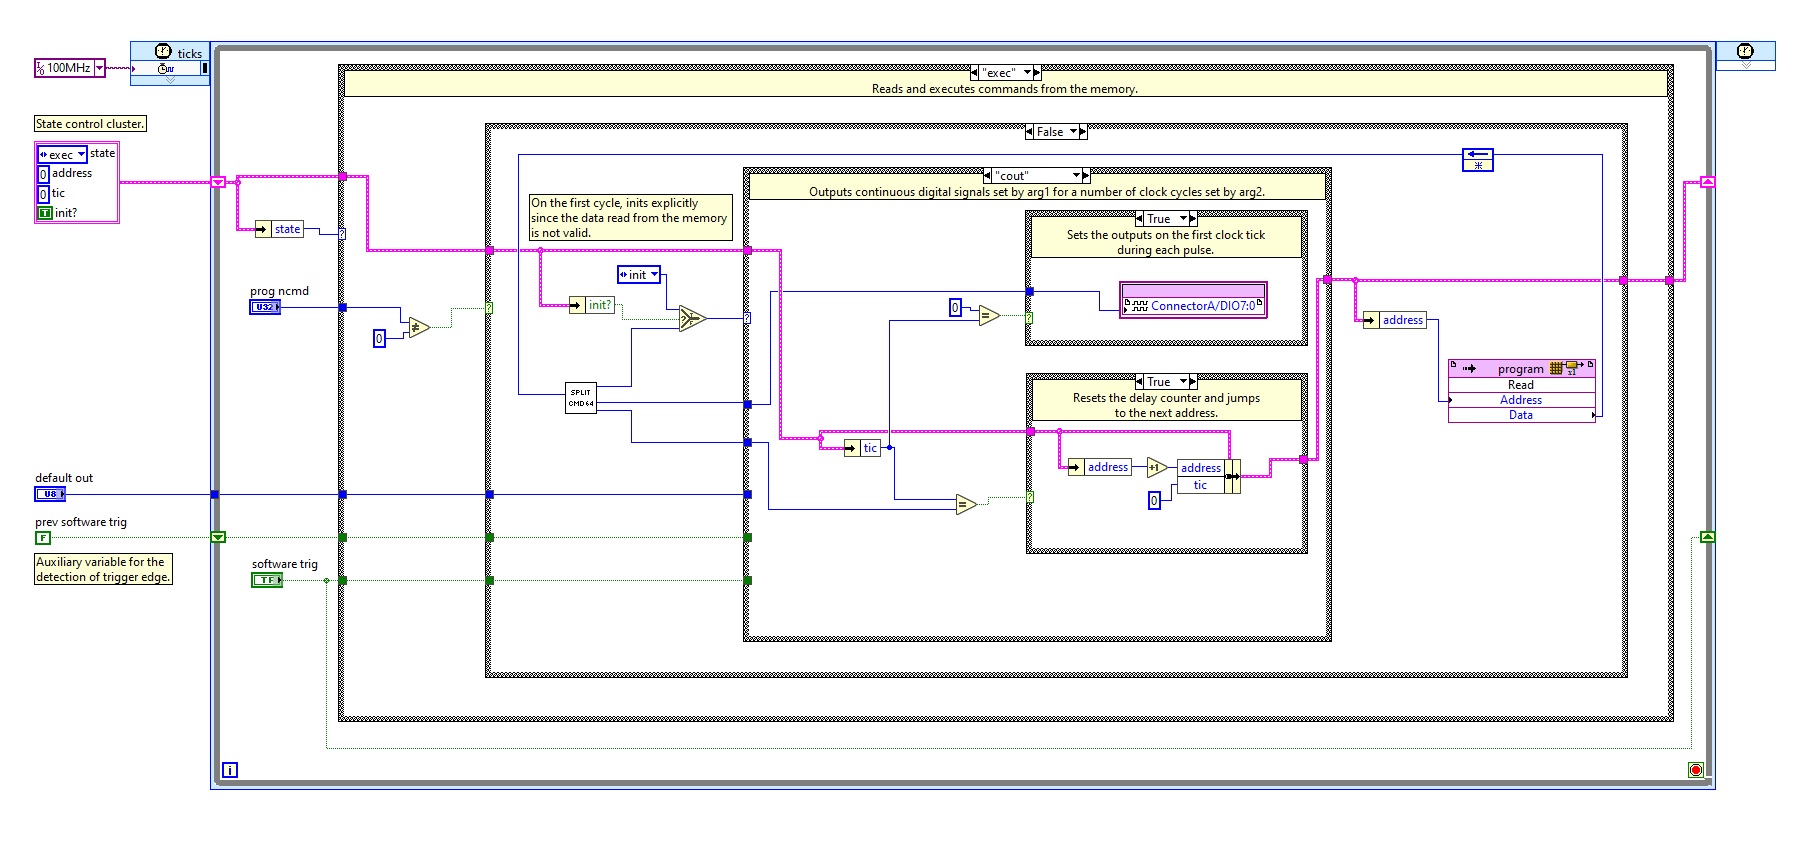 ticks
100MHz
"exec"
Reads and executes commands from the memory.
State control cluster.
exec
state
0
address
0
tic
T
init?
False
"cout"
Outputs continuous digital signals set by arg1 for a number of clock cycles set by arg2.
On the first cycle, inits explicitly
since the data read from the memory
is not valid.
True
Sets the outputs on the first clock tick
during each pulse.
state
init
prog ncmd
U32
init?
0
ConnectorA/DIO7:0
address
0
program
x1
Read
Address
Data
True
Resets the delay counter and jumps
to the next address.
SPLIT
CMD64
tic
address
+1
address
tic
0
default out
U8
prev software trig
F
Auxiliary variable for the
detection of trigger edge.
software trig
TF
i